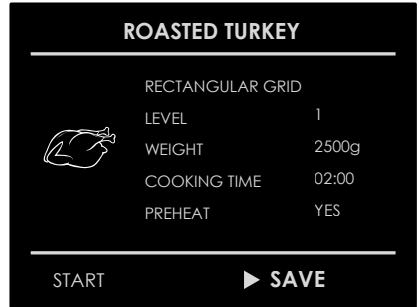 ROASTED TURKEY
RECTANGULAR GRID
LEVEL 1
WEIGHT 2500g
COOKING TIME 02:00
PREHEAT YES
START ▶ SAVE